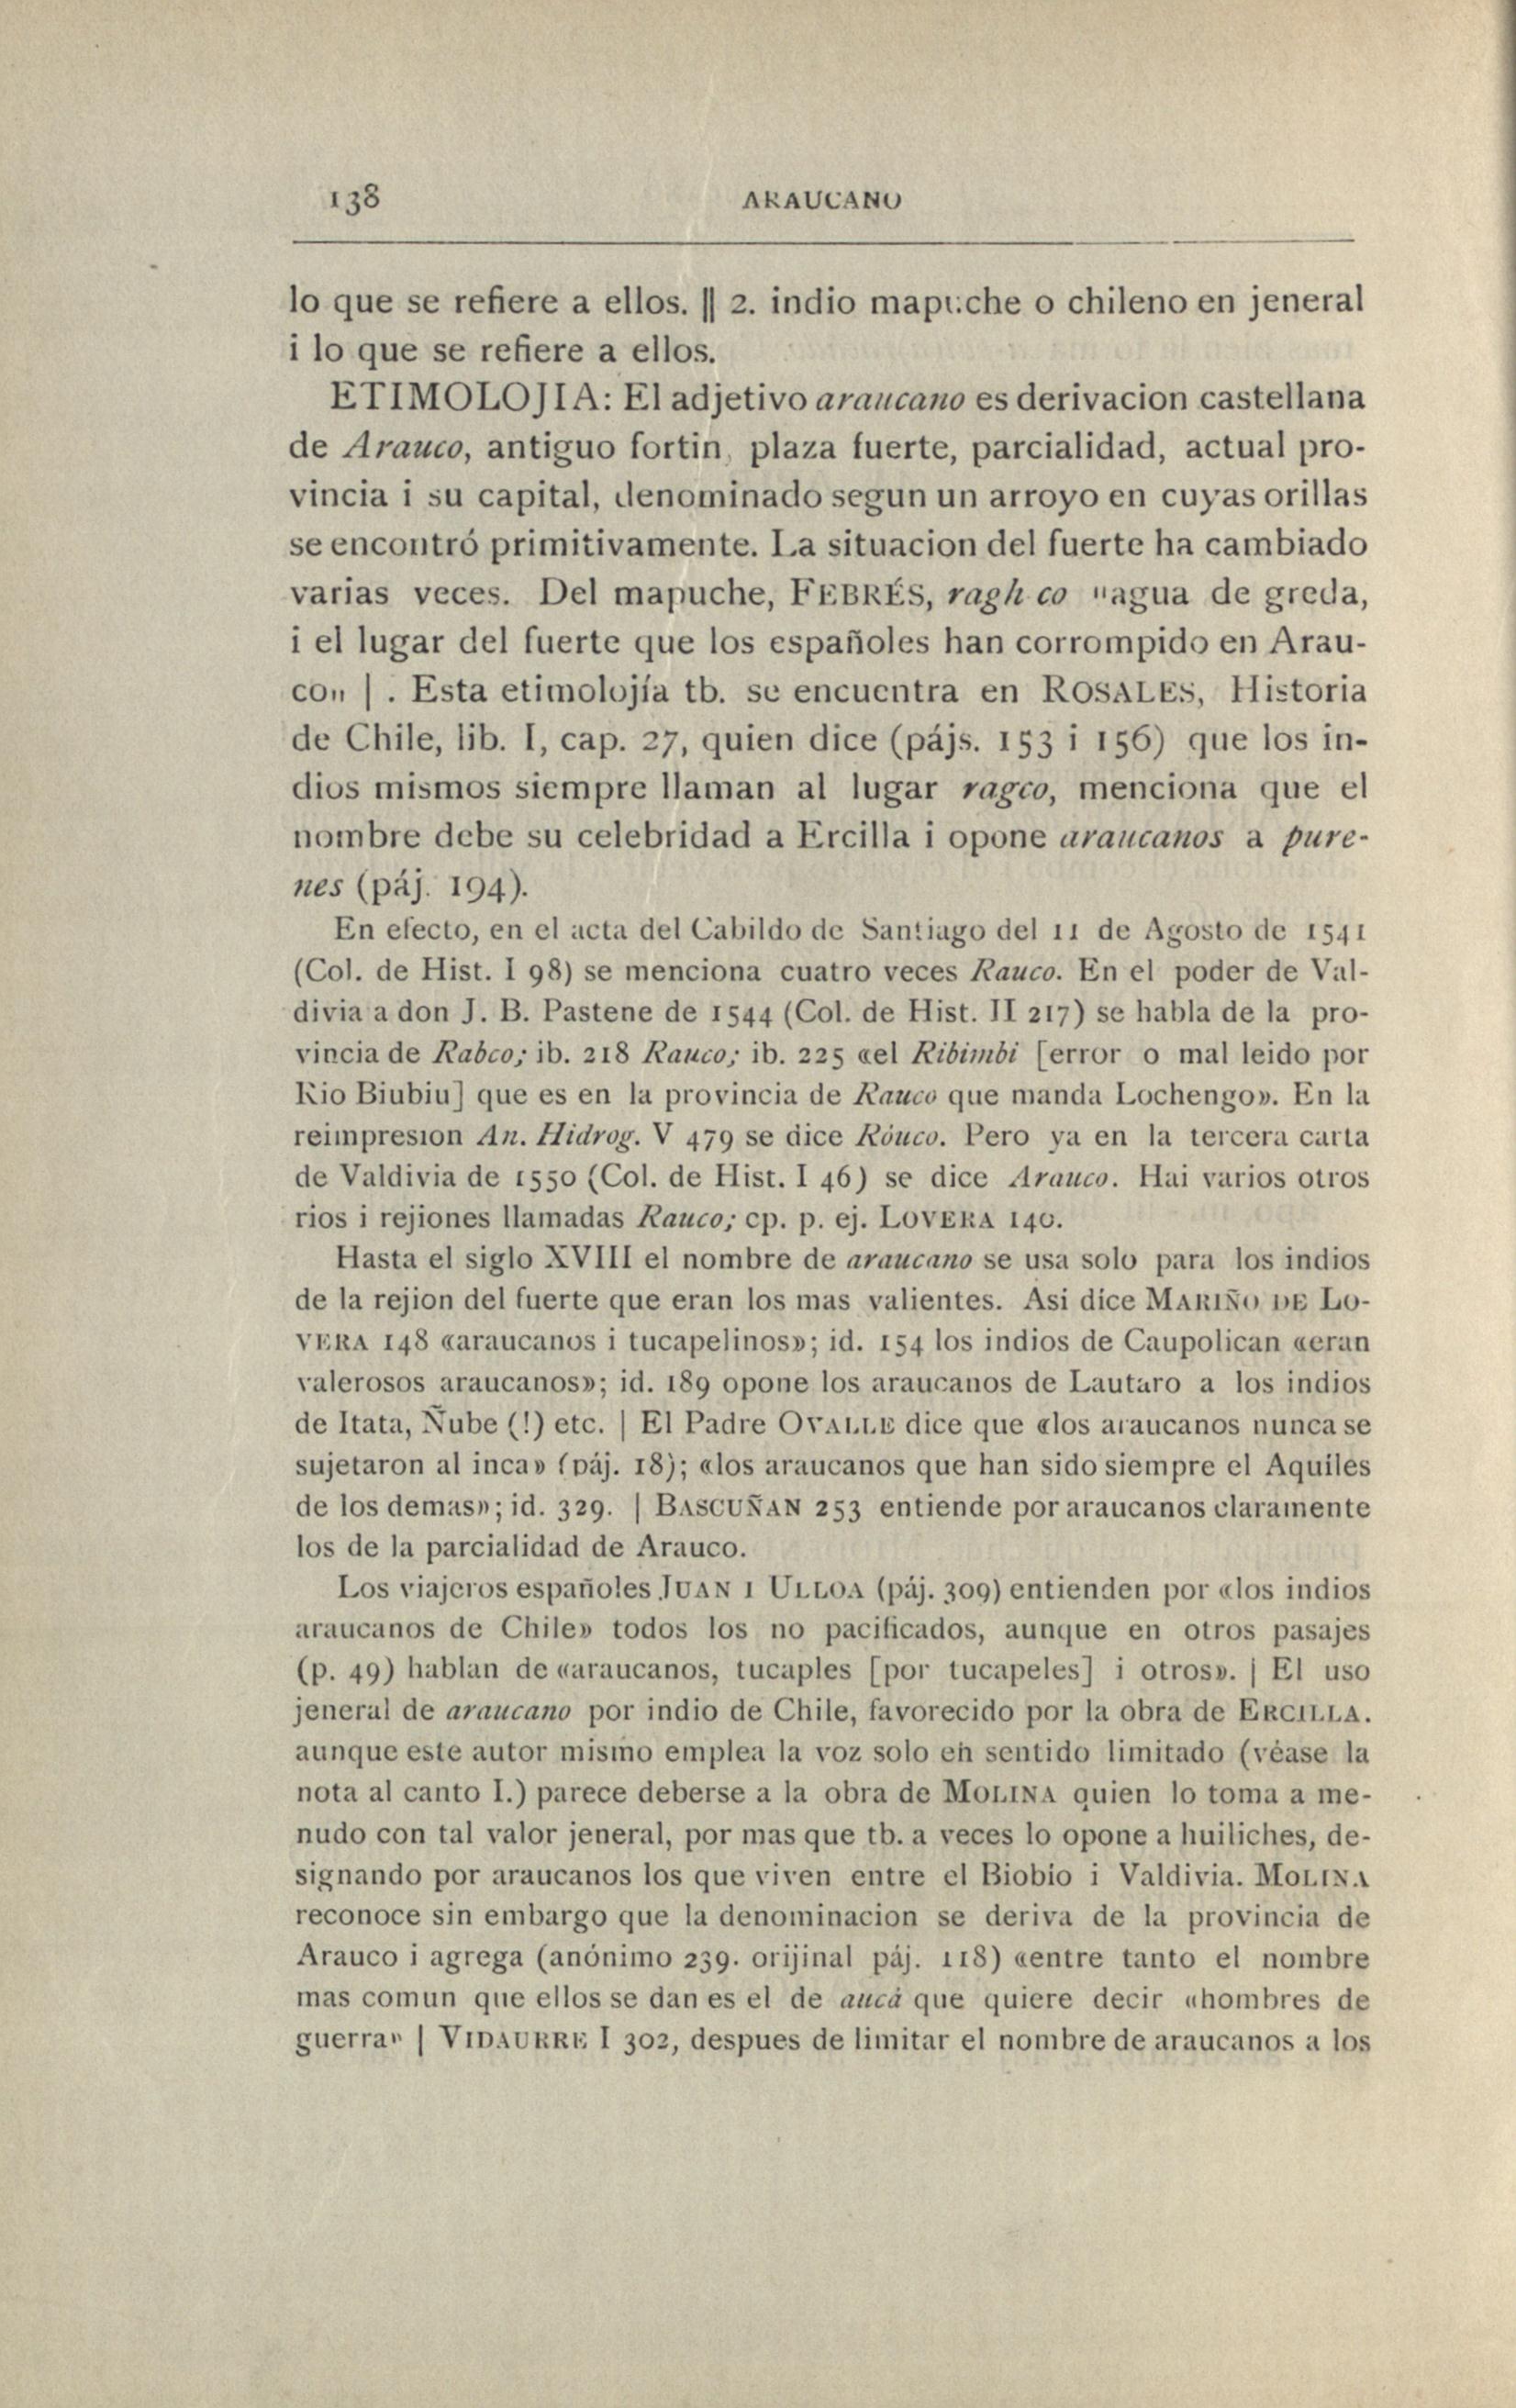 138 ARAUCANO
lo que se refiere a ellos. || 2. indio mapuche o chileno en jeneral
i lo que se refiere a ellos.
ETIMOLOJIA: El adjetivo araucano es derivacion castellana
de Arauco, antiguo fortin, plaza fuerte, parcialidad, actual pro-
vincia i su capital, denominado segun un arroyo en cuyas orillas
se encontró primitivamente. La situacion del fuerte ha cambiado
varias veces. Del mapuche, FEBRÉS, ragh co "agua de greda,
i el lugar del fuerte que los españoles han corrompido en Arau-
co" | . Esta etimolojía tb. se encuentra en ROSALES, Historia
de Chile, lib. I, cap. 27, quien dice (pájs. 153 i 156) que los in-
dios mismos siempre llaman al lugar ragco, menciona que el
nombre debe su celebridad a Ercilla i opone araucanos a pure-
nes (páj. 194).
En efecto, en el acta del Cabildo de Santiago del 11 de Agosto de 1541
(Col. de Hist. I 98) se menciona cuatro veces Rauco. En el poder de Val-
divia a don J. B. Pastene de 1544 (Col. de Hist. II 217) se habla de la pro-
vincia de Rabco; ib. 218 Rauco; ib. 225 «el Ribimbi [error o mal leido por
Rio Biubiu] que es en la provincia de Rauco que manda Lochengo». En la
reimpresion An. Hidrog. V 479 se dice Róuco. Pero ya en la tercera carta
de Valdivia de 1550 (Col. de Hist. I 46) se dice Arauco. Hai varios otros
rios i rejiones llamadas Rauco; cp. p. ej. LOVERA 140.
Hasta el siglo XVIII el nombre de araucano se usa solo para los indios
de la rejion del fuerte que eran los mas valientes. Asi dice MARIÑO DE LO-
VERA 148 «araucanos i tucapelinos»; id. 154 los indios de Caupolican «eran
valerosos araucanos»; id. 189 opone los araucanos de Lautaro a los indios
de Itata, Ñube (!) etc. | El Padre OVALLE dice que «los araucanos nunca se
sujetaron al inca» (páj. 18); «los araucanos que han sido siempre el Aquiles
de los demas»; id. 329. | BASCUÑAN 253 entiende por araucanos claramente
los de la parcialidad de Arauco.
Los viajeros españoles JUAN I ULLOA (páj. 309) entienden por «los indios
araucanos de Chile» todos los no pacificados, aunque en otros pasajes
(p. 49) hablan de «araucanos, tucaples [por tucapeles] i otros». | El uso
jeneral de araucano por indio de Chile, favorecido por la obra de ERCILLA.
aunque este autor mismo emplea la voz solo en sentido limitado (véase la
nota al canto I.) parece deberse a la obra de MOLINA quien lo toma a me-
nudo con tal valor jeneral, por mas que tb. a veces lo opone a huiliches, de-
signando por araucanos los que viven entre el Biobío i Valdivia. MOLINA
reconoce sin embargo que la denominacion se deriva de la provincia de
Arauco i agrega (anónimo 239. orijinal páj. 118) «entre tanto el nombre
mas comun que ellos se dan es el de aucá que quiere decir «hombres de
guerra" | VIDAURRE I 302, despues de limitar el nombre de araucanos a los